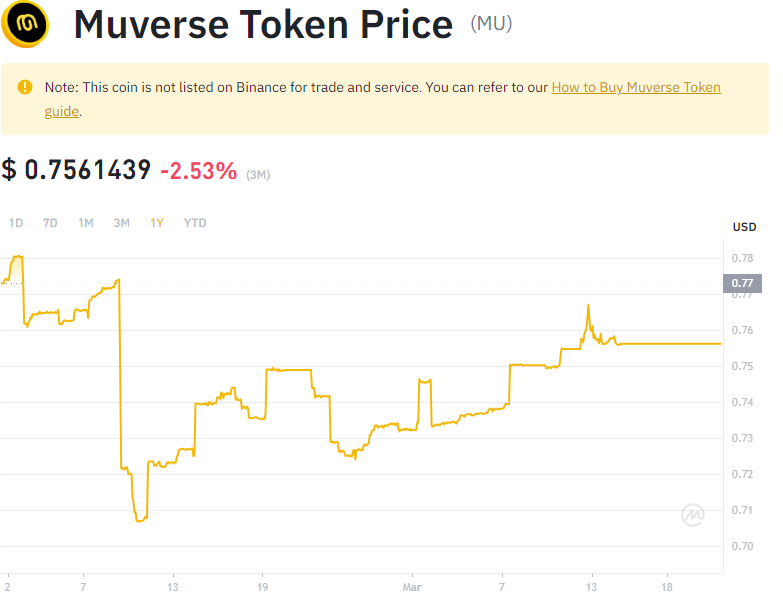 Muverse Token Price (MU)
Note: This coin is not listed on Binance for trade and service. You can refer to our How to Buy Muverse Token
guide.
$ 0.7561439 -2.53% (3M)
1D 7D 1M 3M 1Y YTD
USD
0.78
0.77
0.77
0.76
0.75
0.74
0.73
0.72
0.71
0.70
2 7 13 19 Mar 7 13 18